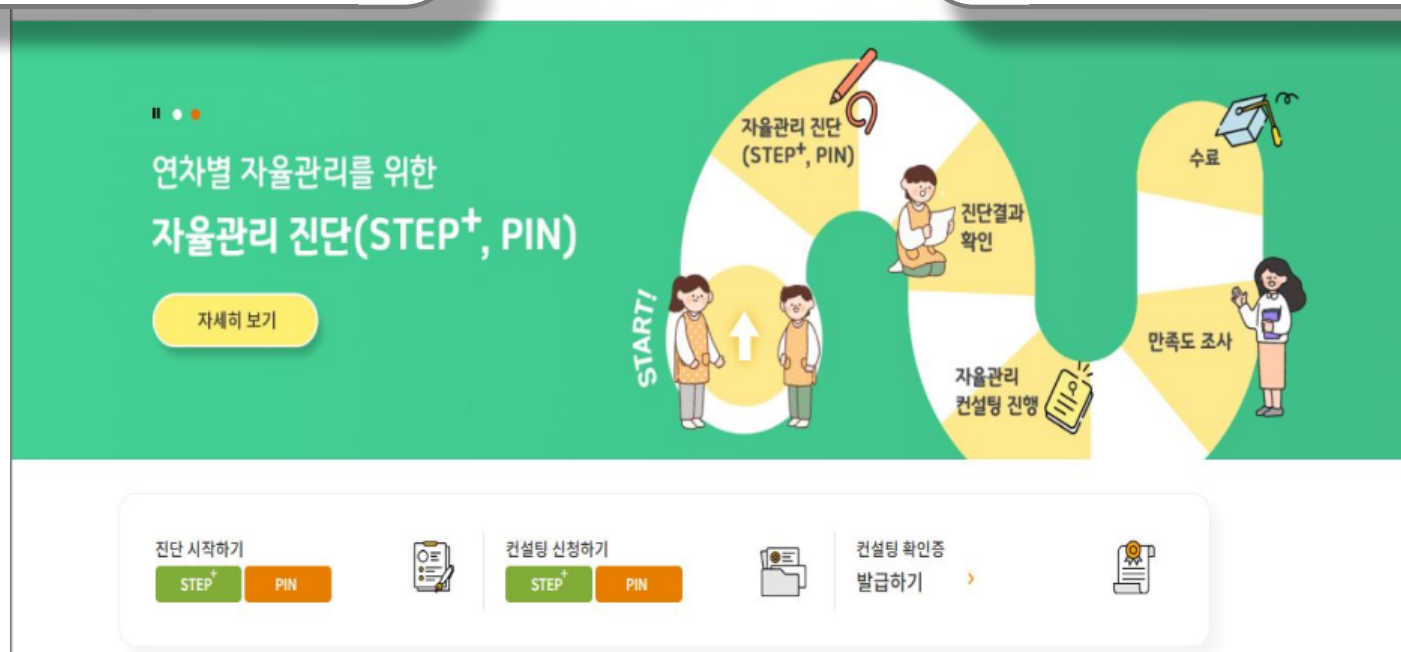 연차별 자율관리를 위한
자율관리 진단(STEP⁺, PIN)
자세히 보기
START!
자율관리 진단
(STEP⁺, PIN)
진단결과
확인
자율관리
컨설팅 진행
만족도 조사
수료
진단 시작하기
STEP⁺ PIN
컨설팅 신청하기
STEP⁺ PIN
컨설팅 확인증
발급하기 >